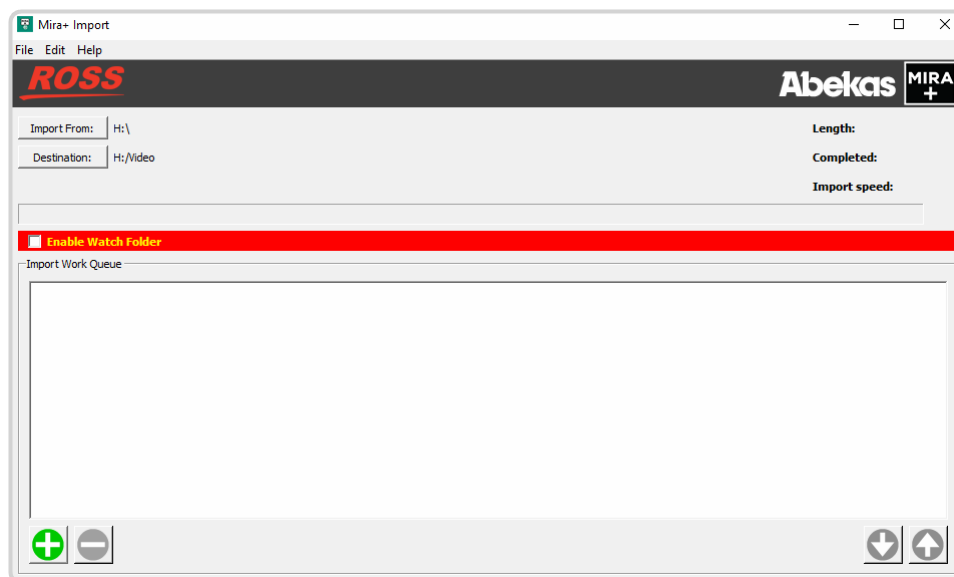 Mira+ Import
File Edit Help
ROSS
Abekas MIRA +
Import From: H:\
Length:
Destination: H:/Video
Completed:
Import speed:
Enable Watch Folder
Import Work Queue